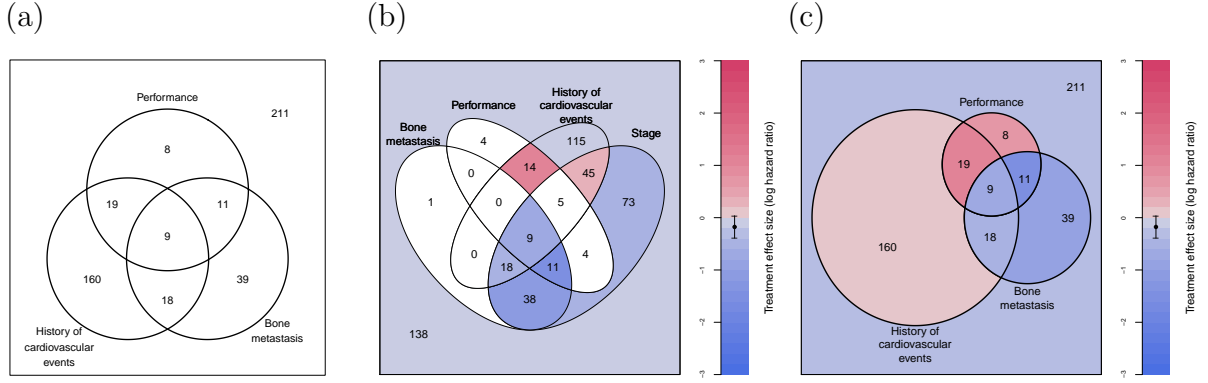 (a)
Performance
211
8
19
11
9
160
39
18
History of
cardiovascular
events
Bone
metastasis
(b)
History of
cardiovascular
events
Performance
Bone
metastasis
Stage
4
115
0
14
45
1
0
5
73
9
0
18
11
4
38
138
3
2
1
0
−1
−2
−3
Treatment effect size (log hazard ratio)
(c)
211
Performance
8
19
11
9
39
160
18
Bone
metastasis
History of
cardiovascular
events
3
2
1
0
−1
−2
−3
Treatment effect size (log hazard ratio)